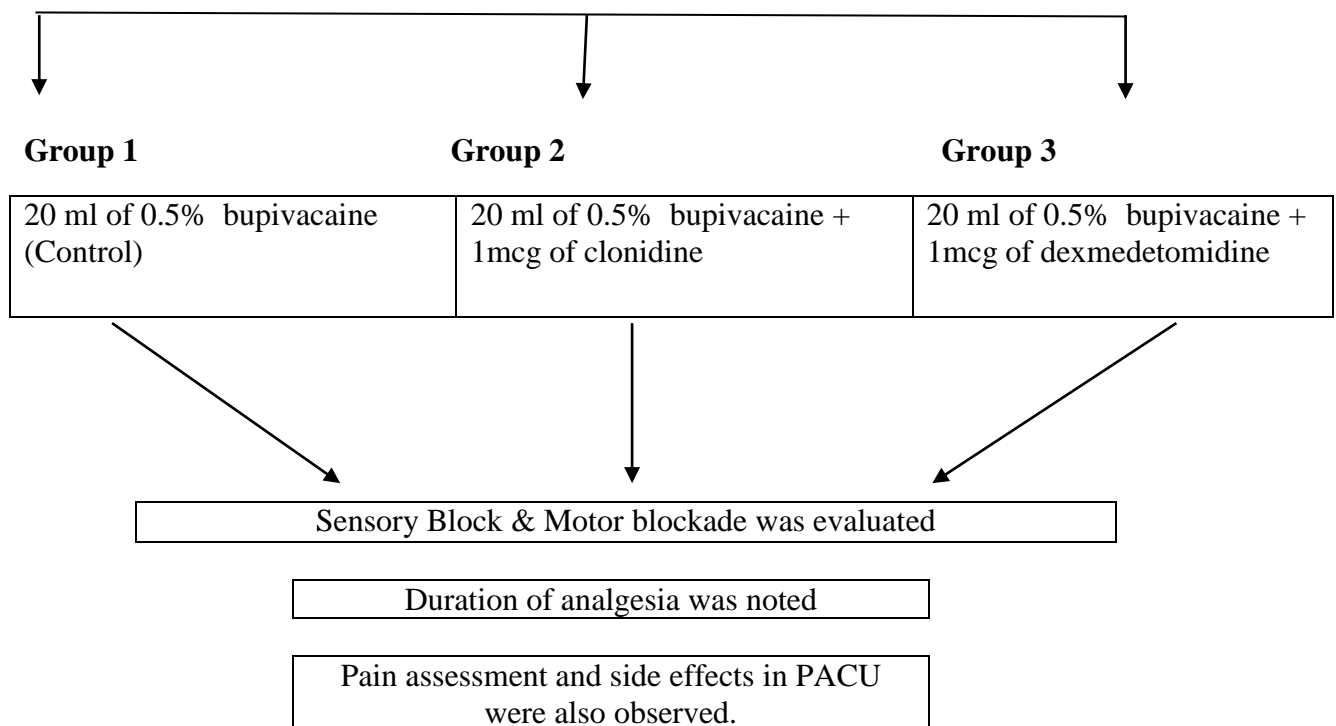 Group 1
Group 2
Group 3
20 ml of 0.5% bupivacaine
(Control)
20 ml of 0.5% bupivacaine +
1mcg of clonidine
20 ml of 0.5% bupivacaine +
1mcg of dexmedetomidine
Sensory Block & Motor blockade was evaluated
Duration of analgesia was noted
Pain assessment and side effects in PACU
were also observed.